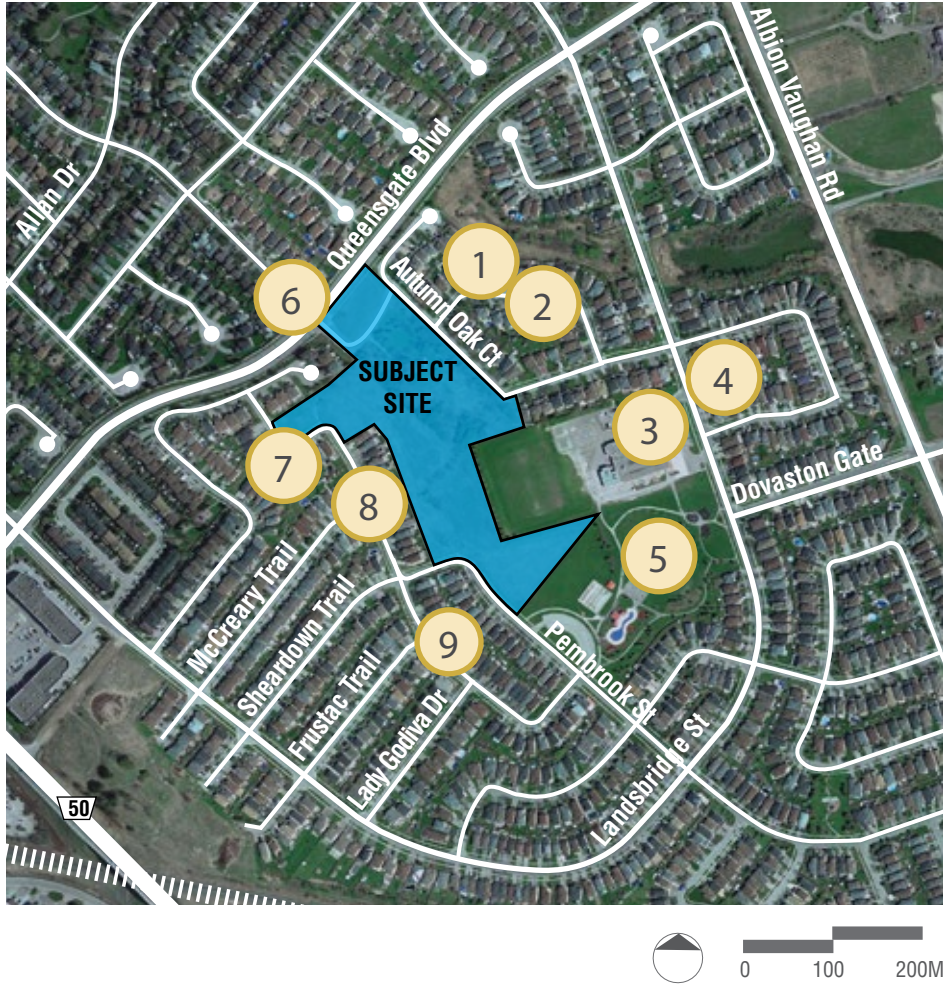 Albion Vaughan Rd
Allan Dr
Queensgate Blvd
1
Autumn Oak Ct
2
6
SUBJECT
SITE
4
3
7
Dovaston Gate
8
5
McCreary Trail
Sheardown Trail
9
Pembrook St
Frustac Trail
Lady Godiva Dr
Landsbridge St
50
0 100 200M